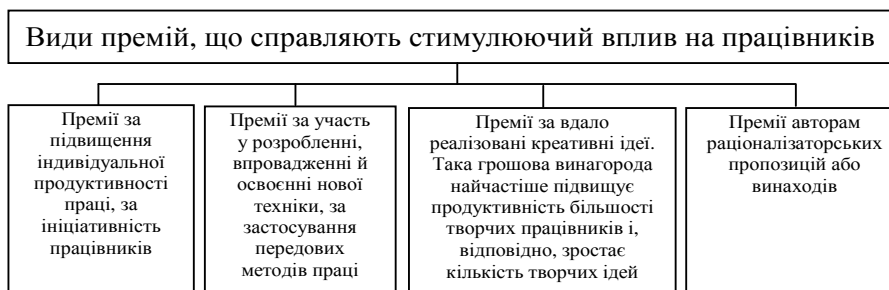 Види премій, що справляють стимулюючий вплив на працівників
Премії за
підвищення
індивідуальної
продуктивності
праці, за
ініціативність
працівників
Премії за участь
у розробленні,
впровадженні й
освоєнні нової
техніки, за
застосування
передових
методів праці
Премії за вдало
реалізовані креативні ідеї.
Така грошова винагорода
найчастіше підвищує
продуктивність більшості
творчих працівників і,
відповідно, зростає
кількість творчих ідей
Премії авторам
раціоналізаторських
пропозицій або
винаходів